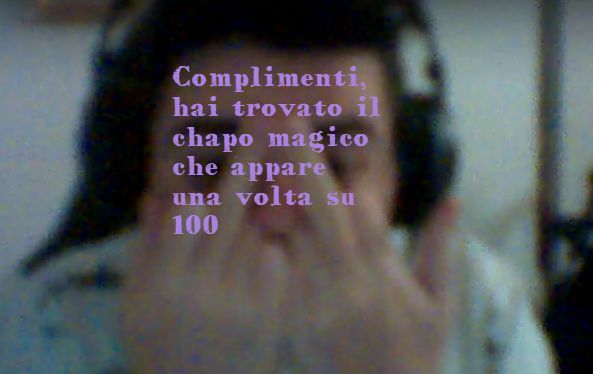 Complimenti,
hai trovato il
chapo magico
che appare
una volta su
100